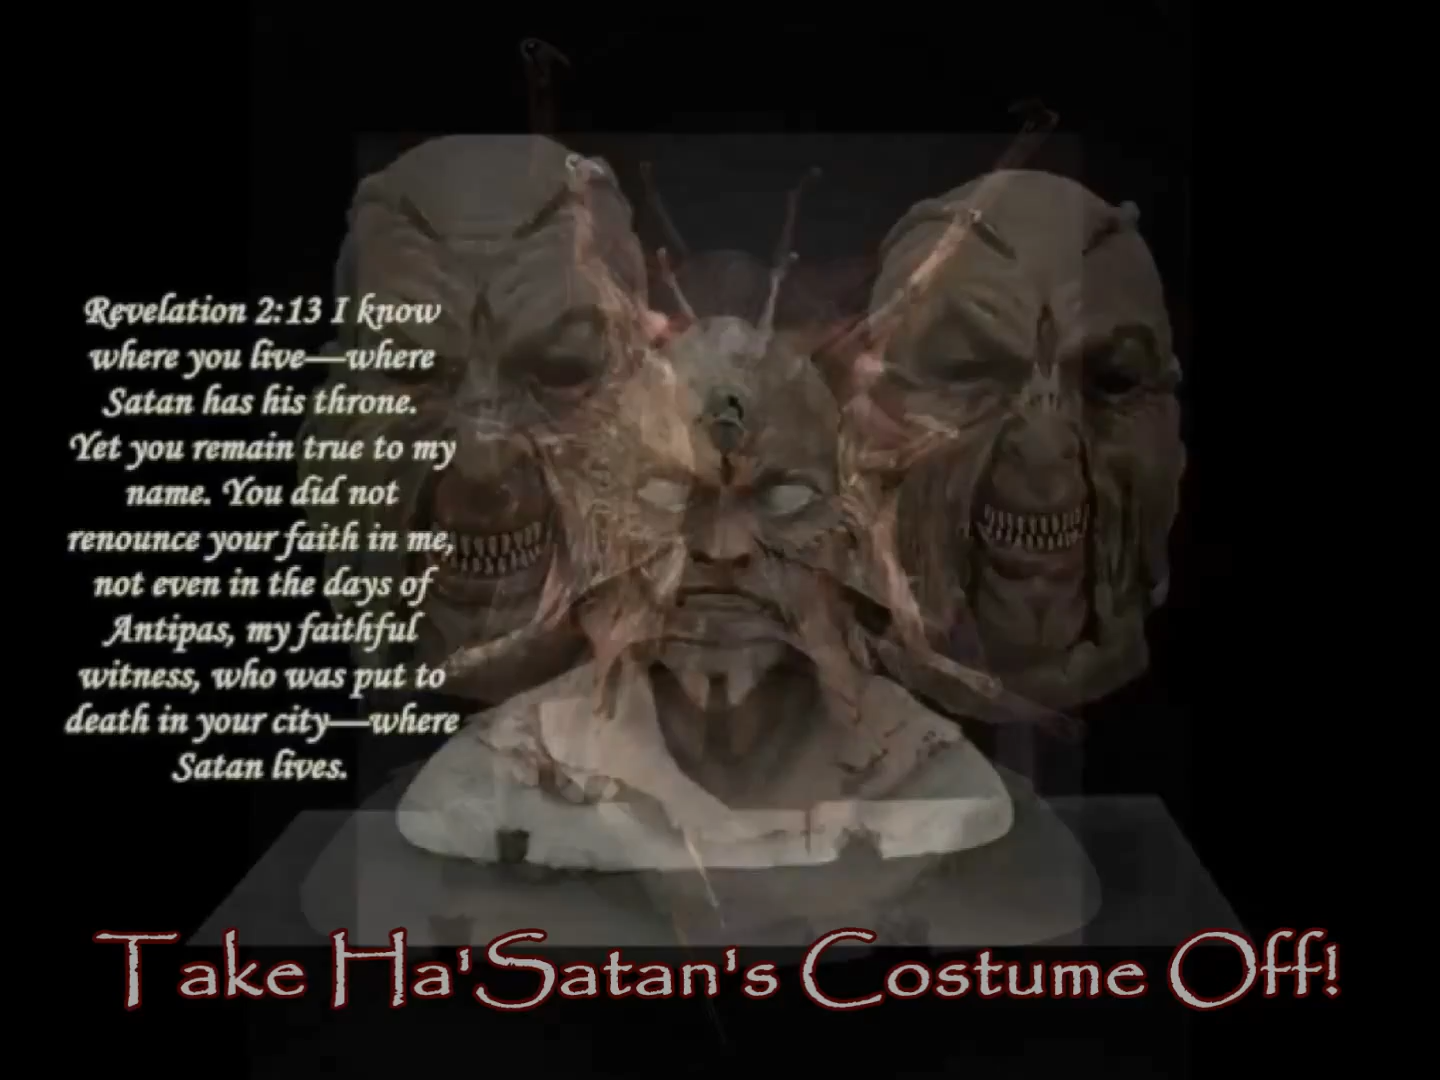 Revelation 2:13 I know
where you live—where
Satan has his throne.
Yet you remain true to my
name. You did not
renounce your faith in me,
not even in the days of
Antipas, my faithful
witness, who was put to
death in your city—where
Satan lives.
Take Ha'Satan's Costume Off!